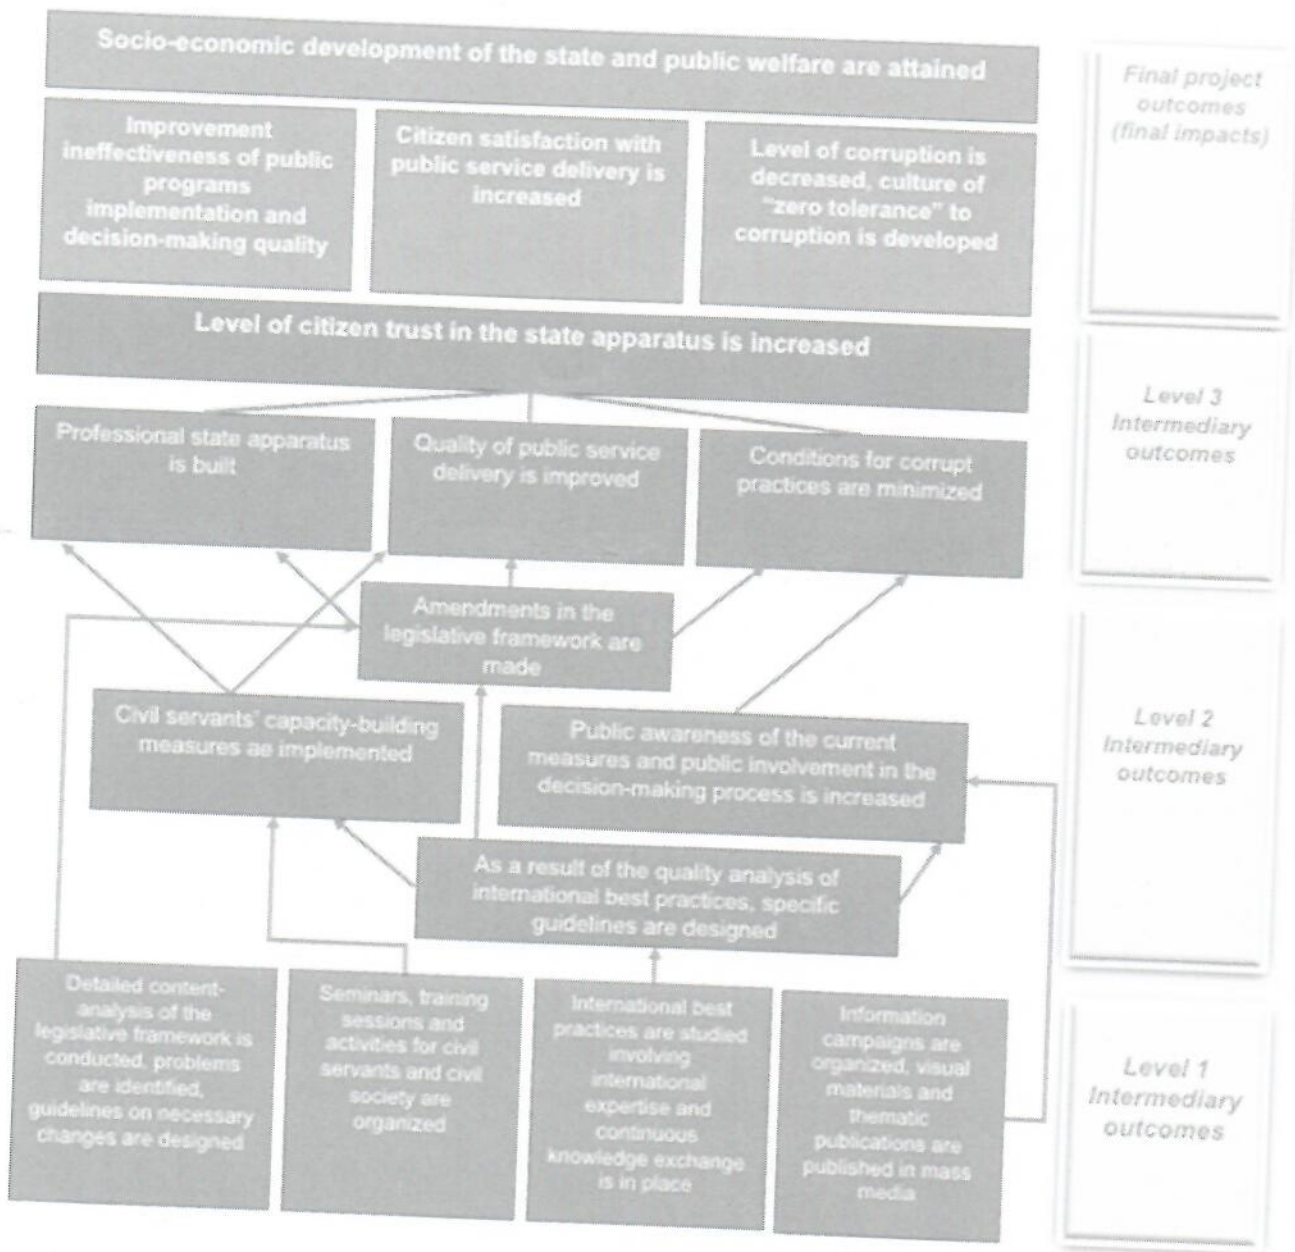 Socio-economic development of the state and public welfare are attained
Final project
outcomes
(final impacts)
Improvement
ineffectiveness of public
programs
implementation and
decision-making quality
Citizen satisfaction with
public service delivery is
increased
Level of corruption is
decreased, culture of
"zero tolerance" to
corruption is developed
Level of citizen trust in the state apparatus is increased
Level 3
Intermediary
outcomes
Professional state apparatus
is built
Quality of public service
delivery is improved
Conditions for corrupt
practices are minimized
Amendments in the
legislative framework are
made
Level 2
Intermediary
outcomes
Civil servants' capacity-building
measures ae implemented
Public awareness of the current
measures and public involvement in the
decision-making process is increased
As a result of the quality analysis of
international best practices, specific
guidelines are designed
Detailed content-
analysis of the
legislative framework is
conducted, problems
are identified,
guidelines on necessary
changes are designed
Seminars, training
sessions and
activities for civil
servants and civil
society are
organized
International best
practices are studied
involving
international
expertise and
continuous
knowledge exchange
is in place
Information
campaigns are
organized, visual
materials and
thematic
publications are
published in mass
media
Level 1
Intermediary
outcomes